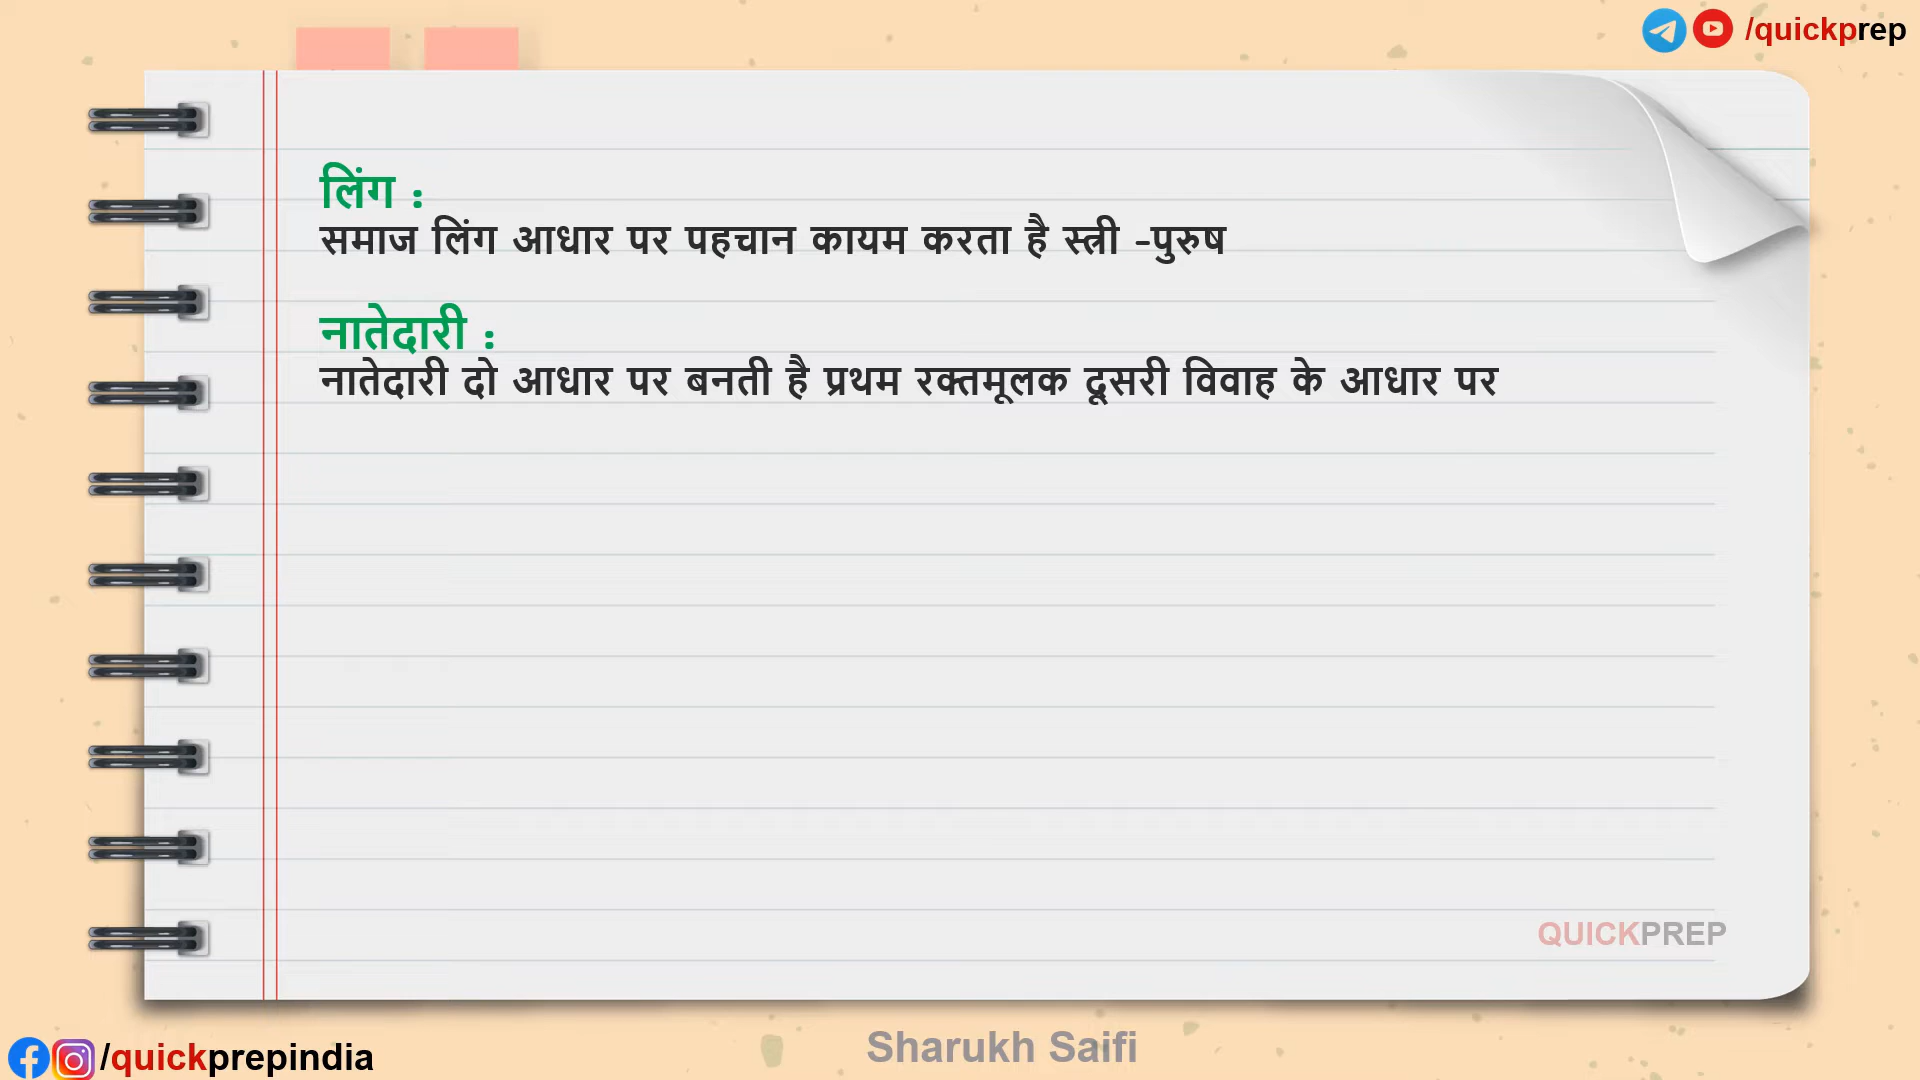 /quickprep
लिंग :
समाज लिंग आधार पर पहचान कायम करता है स्त्री -पुरुष
नातेदारी :
नातेदारी दो आधार पर बनती है प्रथम रक्तमूलक दूसरी विवाह के आधार पर
QUICKPREP
Sharukh Saifi
/quickprepindia